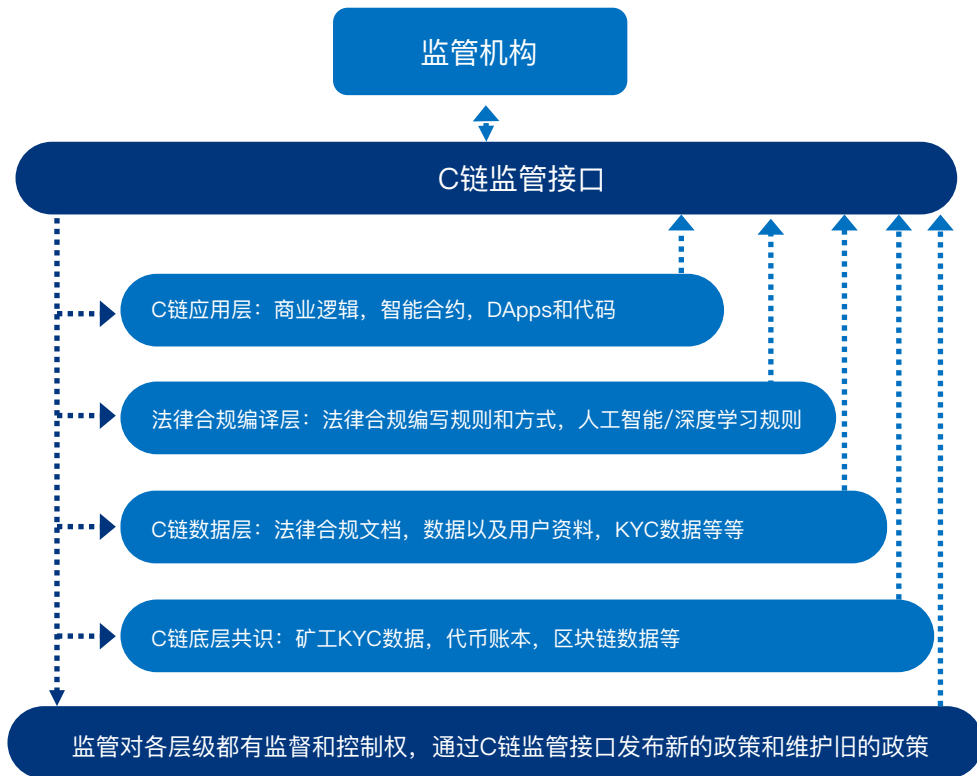 监管机构
C链监管接口
C链应用层：商业逻辑，智能合约，DApps和代码
法律合规编译层：法律合规编写规则和方式，人工智能/深度学习规则
C链数据层：法律合规文档，数据以及用户资料，KYC数据等等
C链底层共识：矿工KYC数据，代币账本，区块链数据等
监管对各层级都有监督和控制权，通过C链监管接口发布新的政策和维护旧的政策